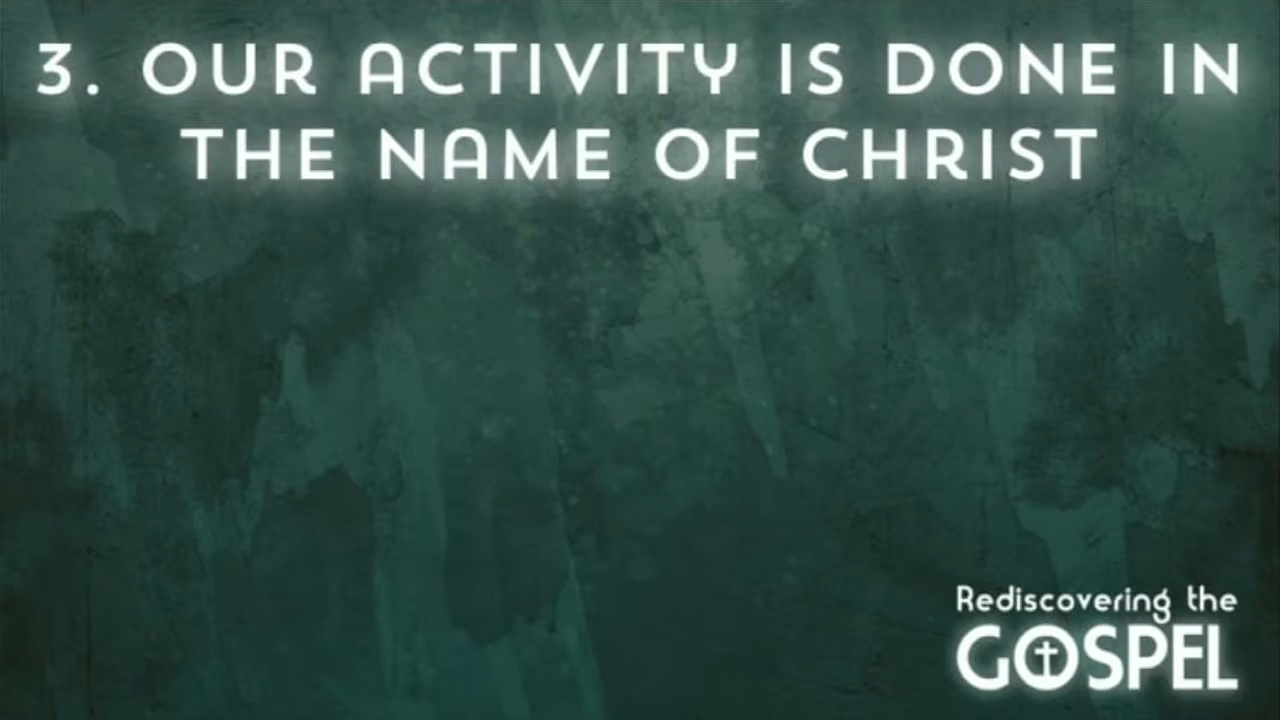 3. OUR ACTIVITY IS DONE IN
THE NAME OF CHRIST
Rediscovering the
GOSPEL